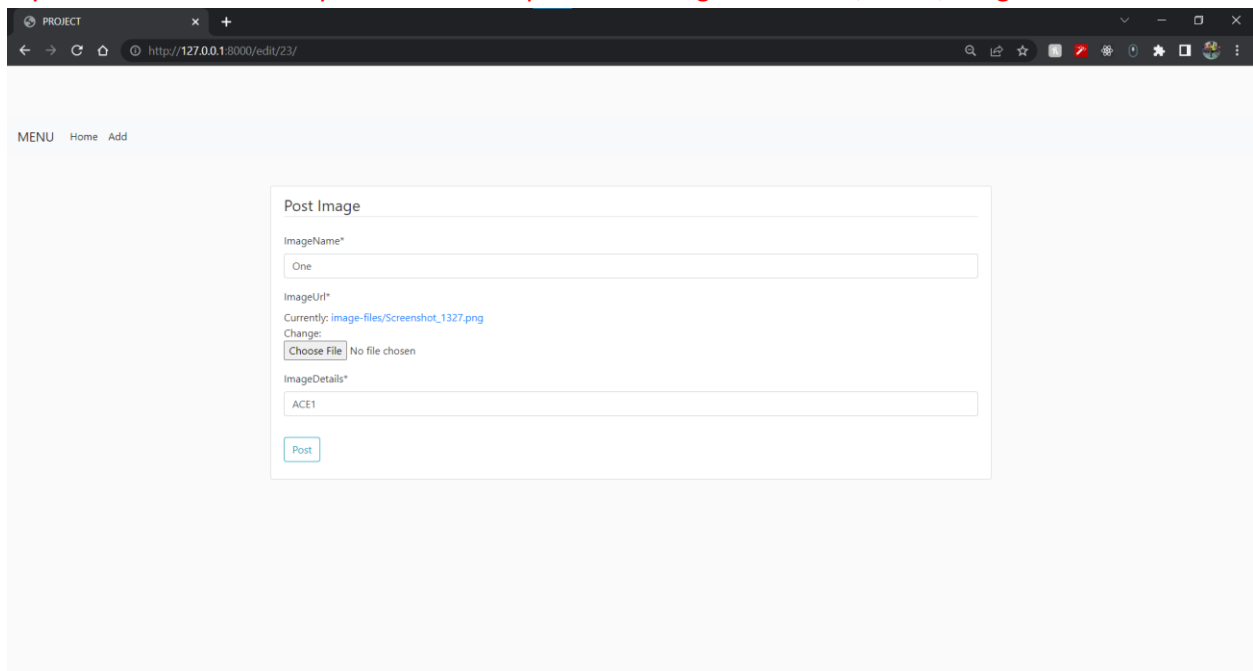 PROJECT
http://127.0.0.1:8000/edit/23/
MENU Home Add
Post Image
ImageName*
One
ImageUrl*
Currently: image-files/Screenshot_1327.png
Change:
Choose File No file chosen
ImageDetails*
ACE1
Post